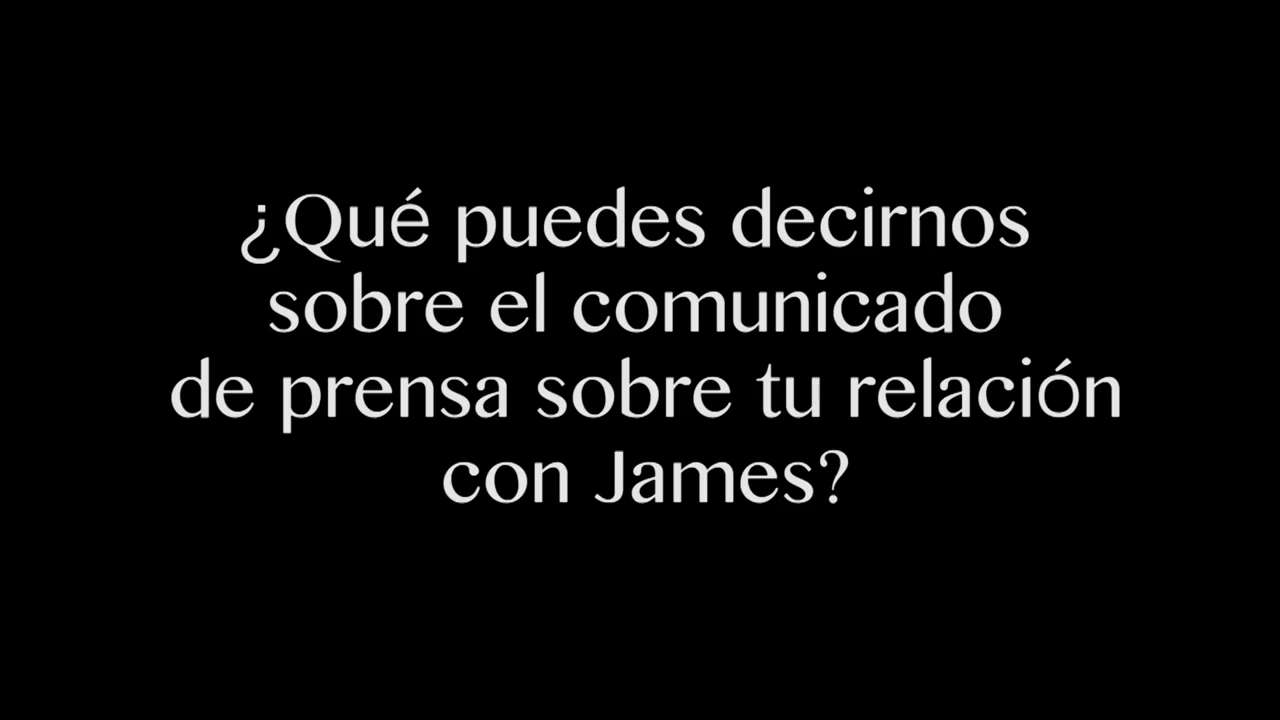 ¿Qué puedes decirnos
sobre el comunicado
de prensa sobre tu relación
con James?